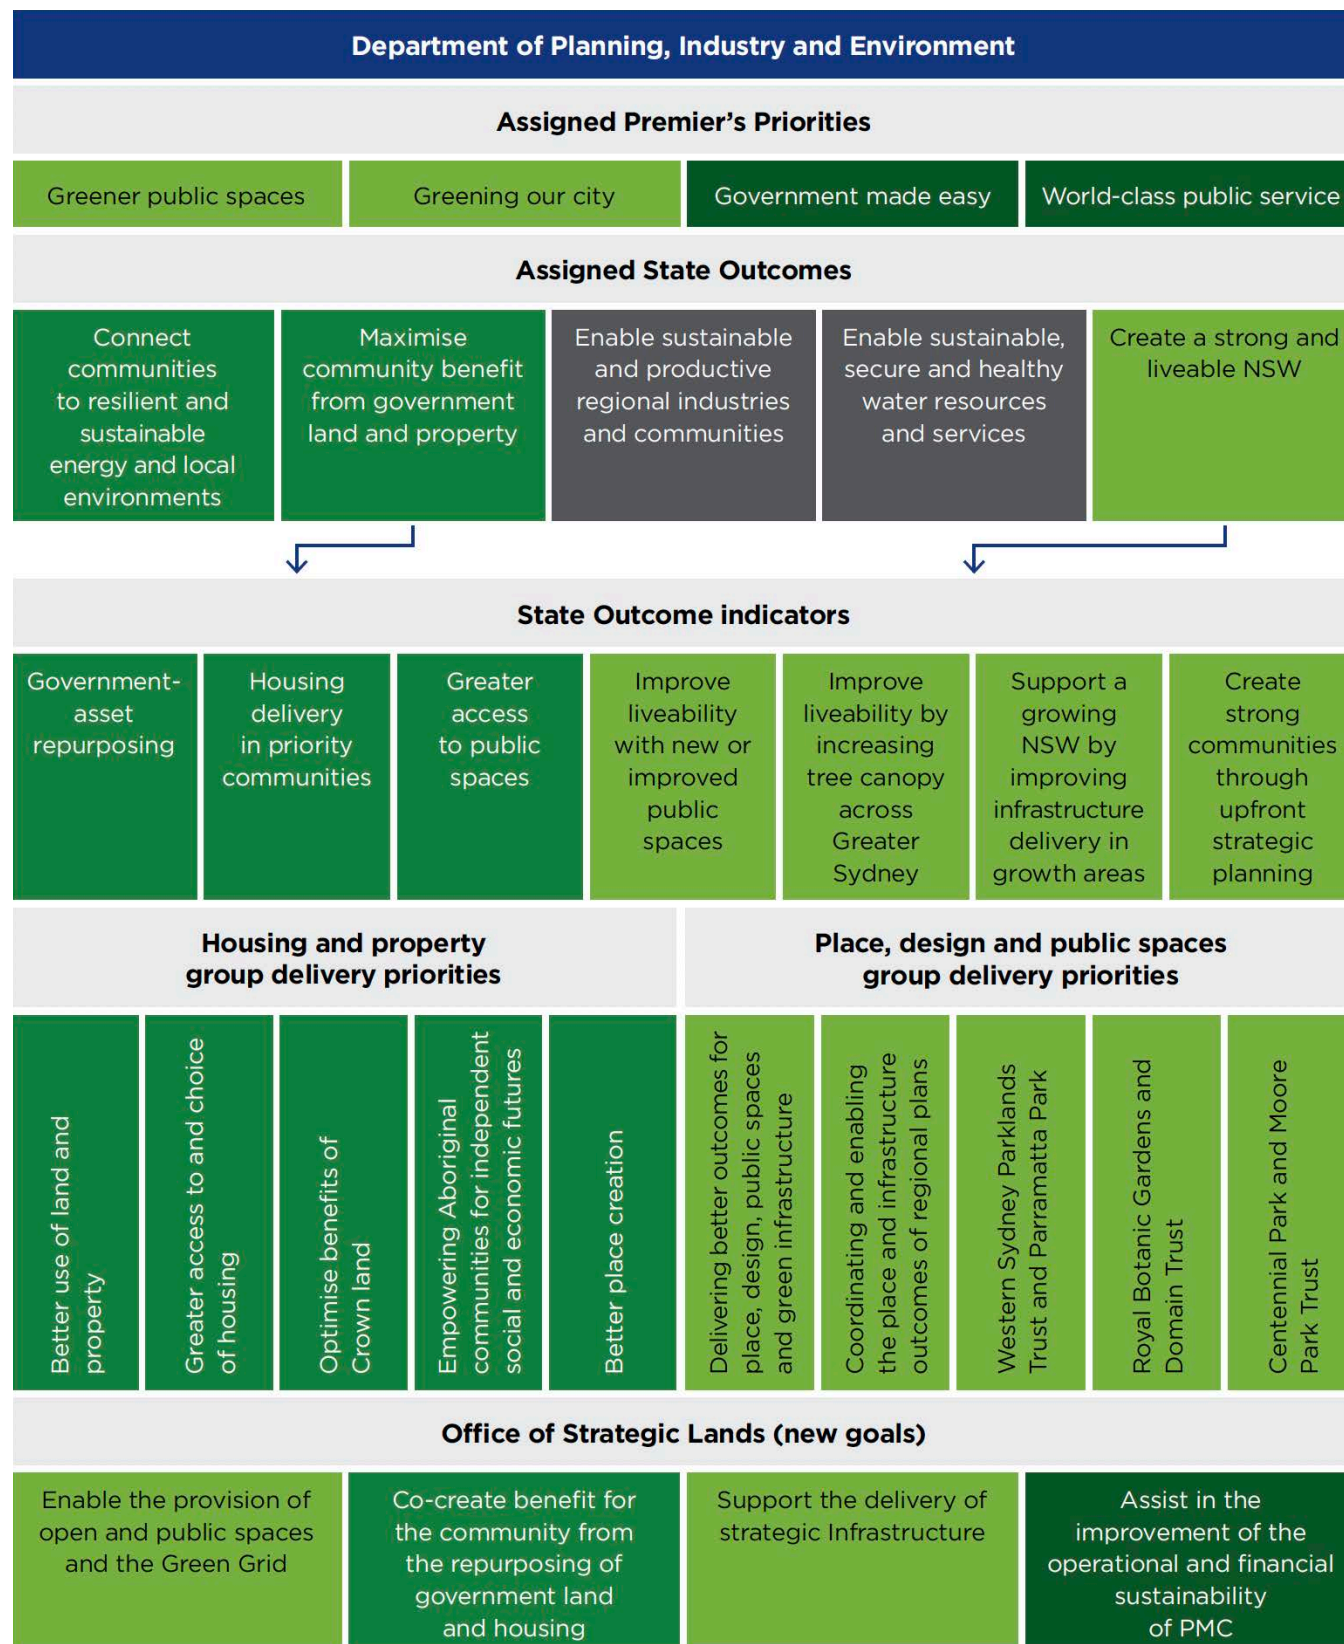 Department of Planning, Industry and Environment
Assigned Premier's Priorities
Greener public spaces
Greening our city
Government made easy
World-class public service
Assigned State Outcomes
Connect
communities
to resilient and
sustainable
energy and local
environments
Maximise
community benefit
from government
land and property
Enable sustainable
and productive
regional industries
and communities
Enable sustainable,
secure and healthy
water resources
and services
Create a strong and
liveable NSW
State Outcome indicators
Government-
asset
repurposing
Housing
delivery
in priority
communities
Greater
access
to public
spaces
Improve
liveability
with new or
improved
public
spaces
Improve
liveability by
increasing
tree canopy
across
Greater
Sydney
Support a
growing
NSW by
improving
infrastructure
delivery in
growth areas
Create
strong
communities
through
upfront
strategic
planning
Housing and property
group delivery priorities
Place, design and public spaces
group delivery priorities
Better use of land and
property
Greater access to and choice
of housing
Optimise benefits of
Crown land
Empowering Aboriginal
communities for independent
social and economic futures
Better place creation
Delivering better outcomes for
place, design, public spaces
and green infrastructure
Coordinating and enabling
the place and infrastructure
outcomes of regional plans
Western Sydney Parklands
Trust and Parramatta Park
Royal Botanic Gardens and
Domain Trust
Centennial Park and Moore
Park Trust
Office of Strategic Lands (new goals)
Enable the provision of
open and public spaces
and the Green Grid
Co-create benefit for
the community from
the repurposing of
government land
and housing
Support the delivery of
strategic Infrastructure
Assist in the
improvement of the
operational and financial
sustainability
of PMC